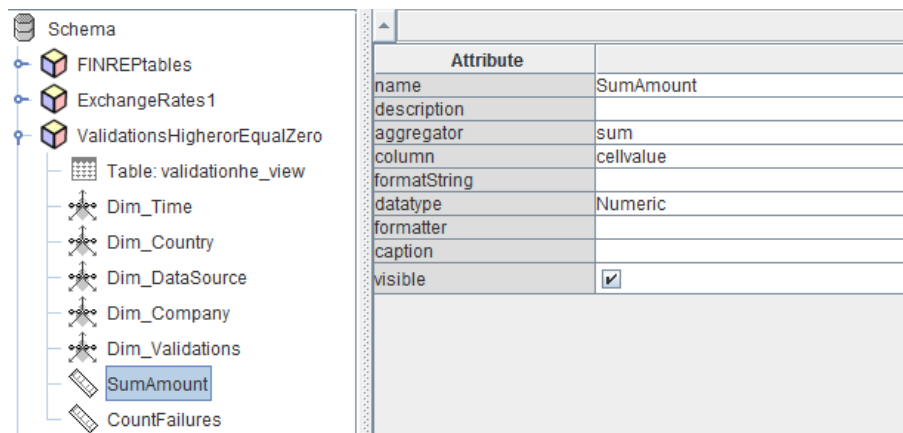 Schema
FINREPtables
ExchangeRates1
ValidationsHigherorEqualZero
Table: validationhe_view
Dim_Time
Dim_Country
Dim_DataSource
Dim_Company
Dim_Validations
SumAmount
CountFailures
Attribute
name SumAmount
description
aggregator sum
column cellvalue
formatString
datatype Numeric
formatter
caption
visible